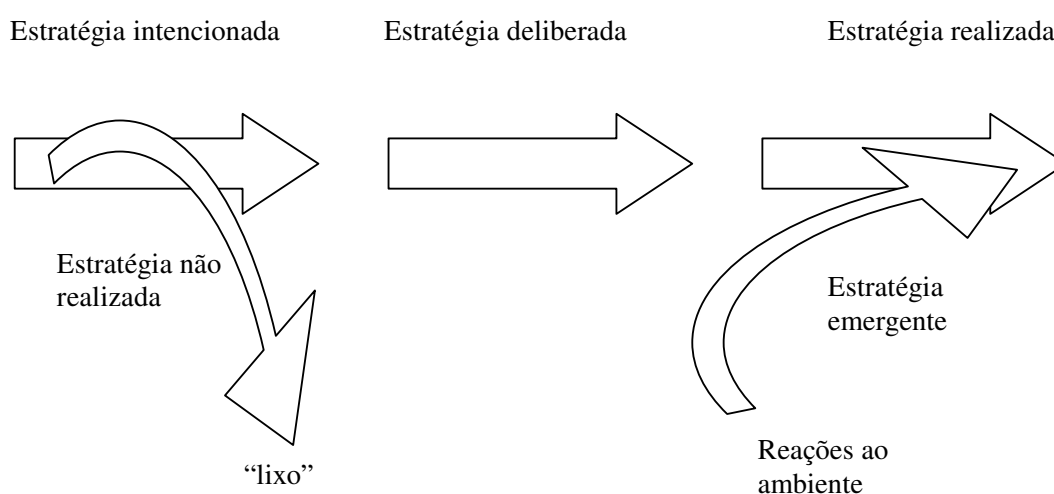 Estratégia intencionada
Estratégia deliberada
Estratégia realizada
Estratégia não
realizada
Estratégia
emergente
“lixo”
Reações ao
ambiente